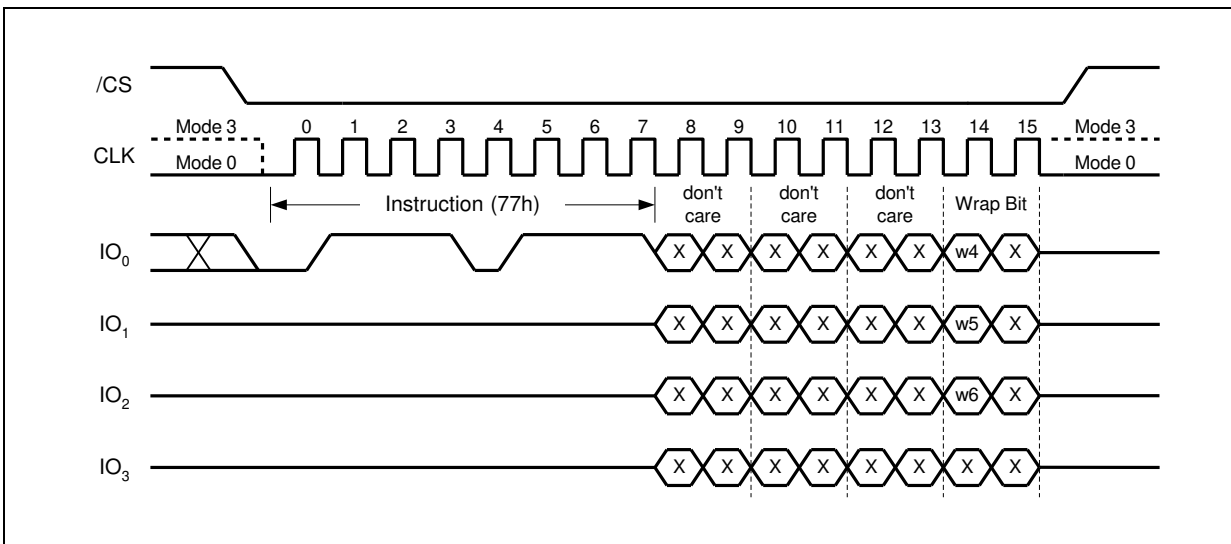 /CS
Mode 3 0 1 2 3 4 5 6 7 8 9 10 11 12 13 14 15 Mode 3
CLK Mode 0 Mode 0
Instruction (77h) don't care don't care don't care Wrap Bit
IO0 X X X X X X w4 X
IO1 X X X X X X w5 X
IO2 X X X X X X w6 X
IO3 X X X X X X X X